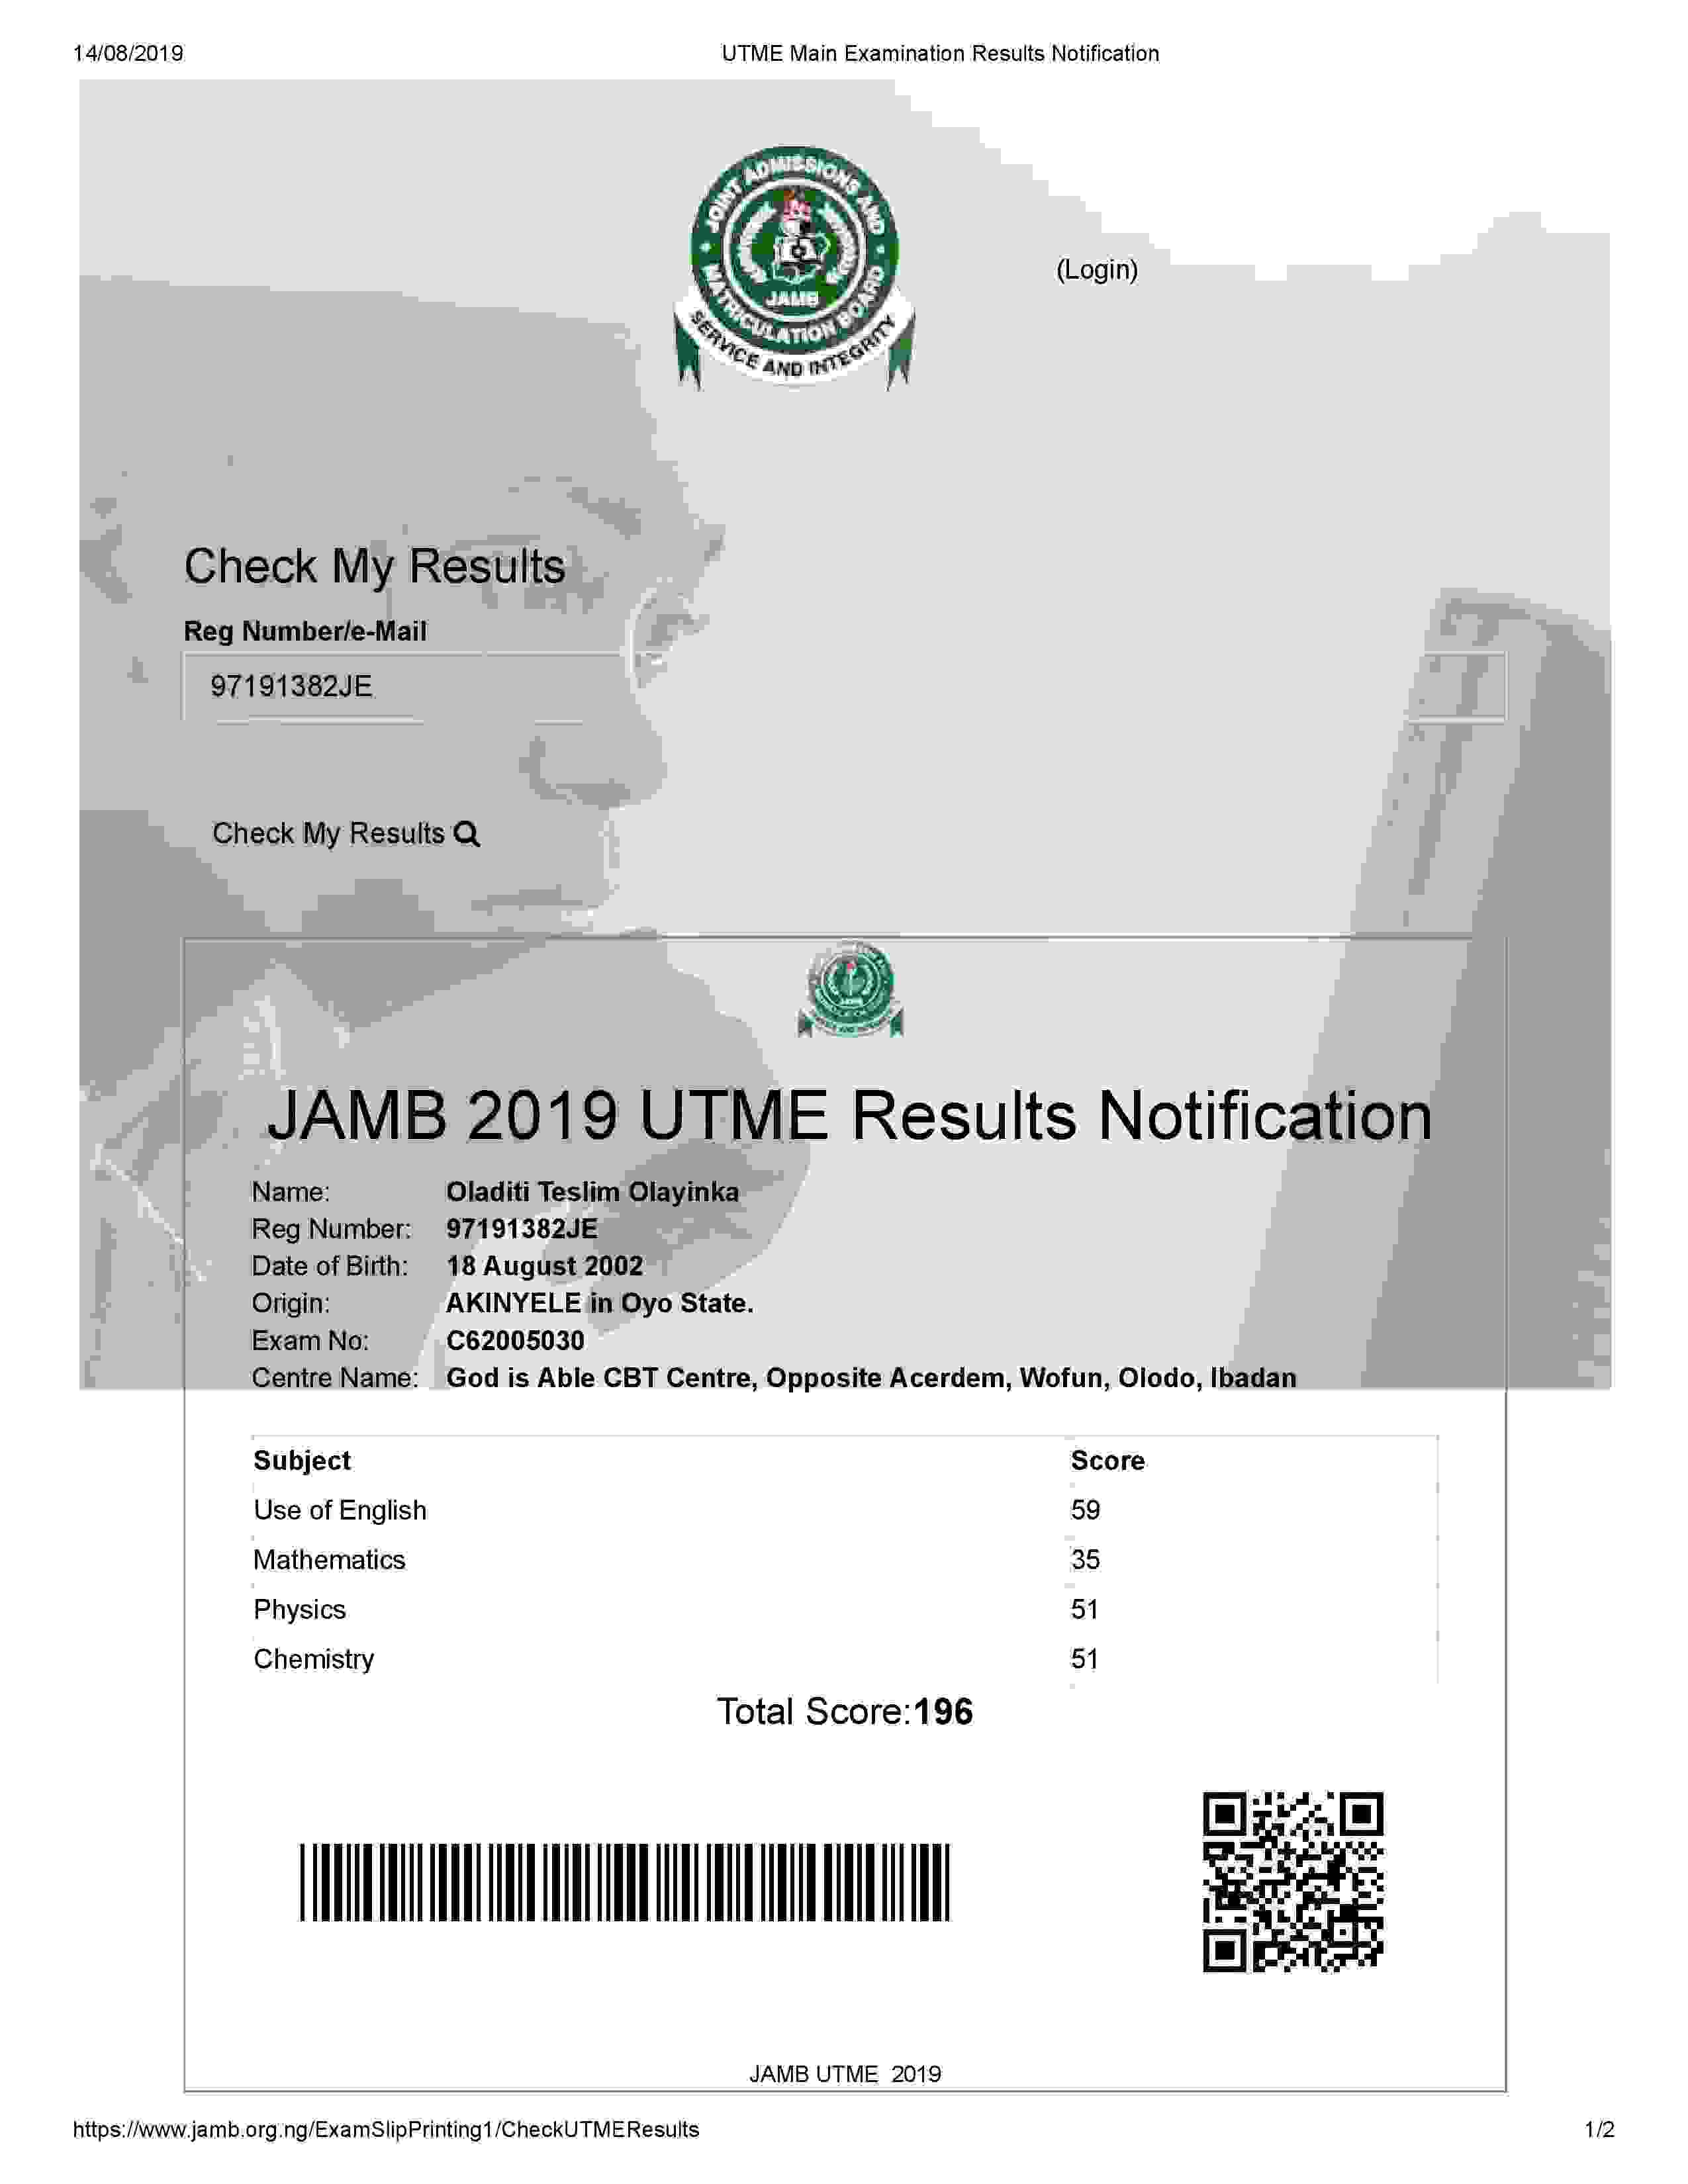 14/08/2019 UTME Main Examination Results Notification
JOINT ADMISSIONS AND
MATRICULATION BOARD
JAMB
SERVICE AND INTEGRITY
(Login)
Check My Results
Reg Number/e-Mail
97191382JE
Check My Results
JAMB 2019 UTME Results Notification
Name: Oladiti Teslim Olayinka
Reg Number: 97191382JE
Date of Birth: 18 August 2002
Origin: AKINYELE in Oyo State.
Exam No: C62005030
Centre Name: God is Able CBT Centre, Opposite Acerdem, Wofun, Olodo, Ibadan
Subject Score
Use of English 59
Mathematics 35
Physics 51
Chemistry 51
Total Score:196
JAMB UTME 2019
https://www.jamb.org.ng/ExamSlipPrinting1/CheckUTMEResults 1/2